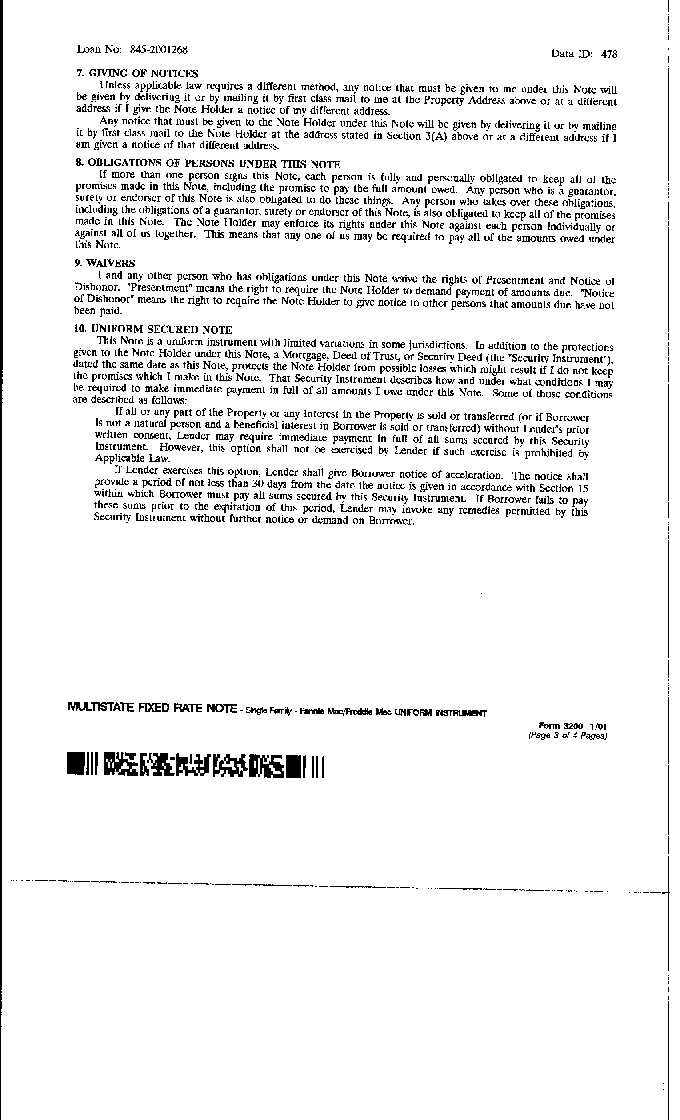 Loan No: 845-2001268
Data ID: 478
7. GIVING OF NOTICES
Unless applicable law requires a different method, any notice that must be given to me under this Note will
be given by delivering it or by mailing it by first class mail to me at the Property Address above or at a different
address if I give the Note Holder a notice of my different address.
Any notice that must be given to the Note Holder under this Note will be given by delivering it or by mailing
it by first class mail to the Note Holder at the address stated in Section 3(A) above or at a different address if I
am given a notice of that different address.
8. OBLIGATIONS OF PERSONS UNDER THIS NOTE
If more than one person signs this Note, each person is fully and personally obligated to keep all of the
promises made in this Note, including the promise to pay the full amount owed. Any person who is a guarantor,
surety or endorser of this Note is also obligated to do these things. Any person who takes over these obligations,
including the obligations of a guarantor, surety or endorser of this Note, is also obligated to keep all of the promises
made in this Note. The Note Holder may enforce its rights under this Note against each person individually or
against all of us together. This means that any one of us may be required to pay all of the amounts owed under
this Note.
9. WAIVERS
I and any other person who has obligations under this Note waive the rights of Presentment and Notice of
Dishonor. "Presentment" means the right to require the Note Holder to demand payment of amounts due. "Notice
of Dishonor" means the right to require the Note Holder to give notice to other persons that amounts due have not
been paid.
10. UNIFORM SECURED NOTE
This Note is a uniform instrument with limited variations in some jurisdictions. In addition to the protections
given to the Note Holder under this Note, a Mortgage, Deed of Trust, or Security Deed (the "Security Instrument"),
dated the same date as this Note, protects the Note Holder from possible losses which might result if I do not keep
the promises which I make in this Note. That Security Instrument describes how and under what conditions I may
be required to make immediate payment in full of all amounts I owe under this Note. Some of those conditions
are described as follows:
If all or any part of the Property or any interest in the Property is sold or transferred (or if Borrower
is not a natural person and a beneficial interest in Borrower is sold or transferred) without Lender's prior
written consent, Lender may require immediate payment in full of all sums secured by this Security
Instrument. However, this option shall not be exercised by Lender if such exercise is prohibited by
Applicable Law.
If Lender exercises this option, Lender shall give Borrower notice of acceleration. The notice shall
provide a period of not less than 30 days from the date the notice is given in accordance with Section 15
within which Borrower must pay all sums secured by this Security Instrument. If Borrower fails to pay
these sums prior to the expiration of this period, Lender may invoke any remedies permitted by this
Security Instrument without further notice or demand on Borrower.
MULTISTATE FIXED RATE NOTE - Single Family - Fannie Mae/Freddie Mac UNIFORM INSTRUMENT
Form 3200 1/01
(Page 3 of 4 Pages)